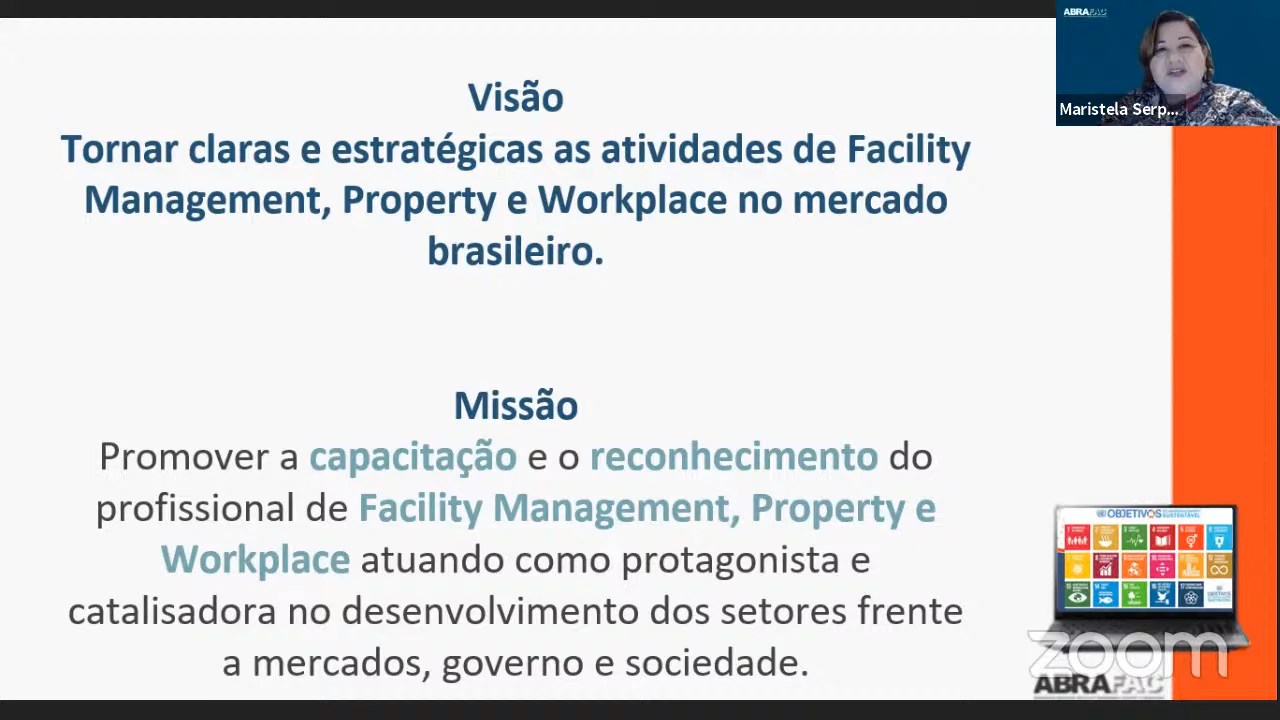 ABRAFAC
Maristela Serp...
Visão
Tornar claras e estratégicas as atividades de Facility
Management, Property e Workplace no mercado
brasileiro.
Missão
Promover a capacitação e o reconhecimento do
profissional de Facility Management, Property e
Workplace atuando como protagonista e
catalisadora no desenvolvimento dos setores frente
a mercados, governo e sociedade.
OBJETIVOS
SUSTENTÁVEL
zoom
ABRAFAC